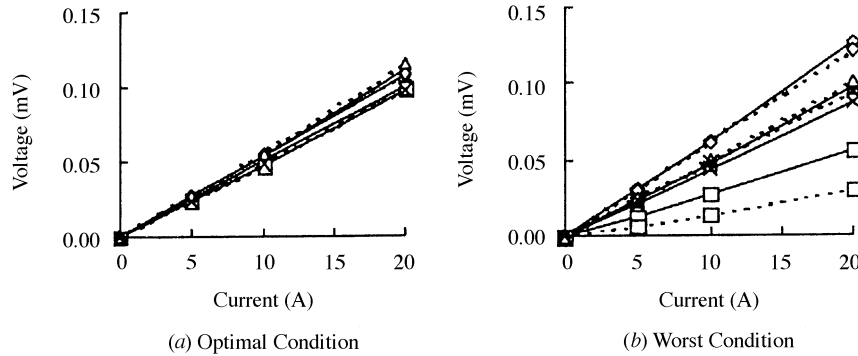 0.15
0.10
0.05
0.00
Voltage (mV)
0 5 10 15 20
Current (A)
(a) Optimal Condition
0.15
0.10
0.05
0.00
Voltage (mV)
0 5 10 15 20
Current (A)
(b) Worst Condition